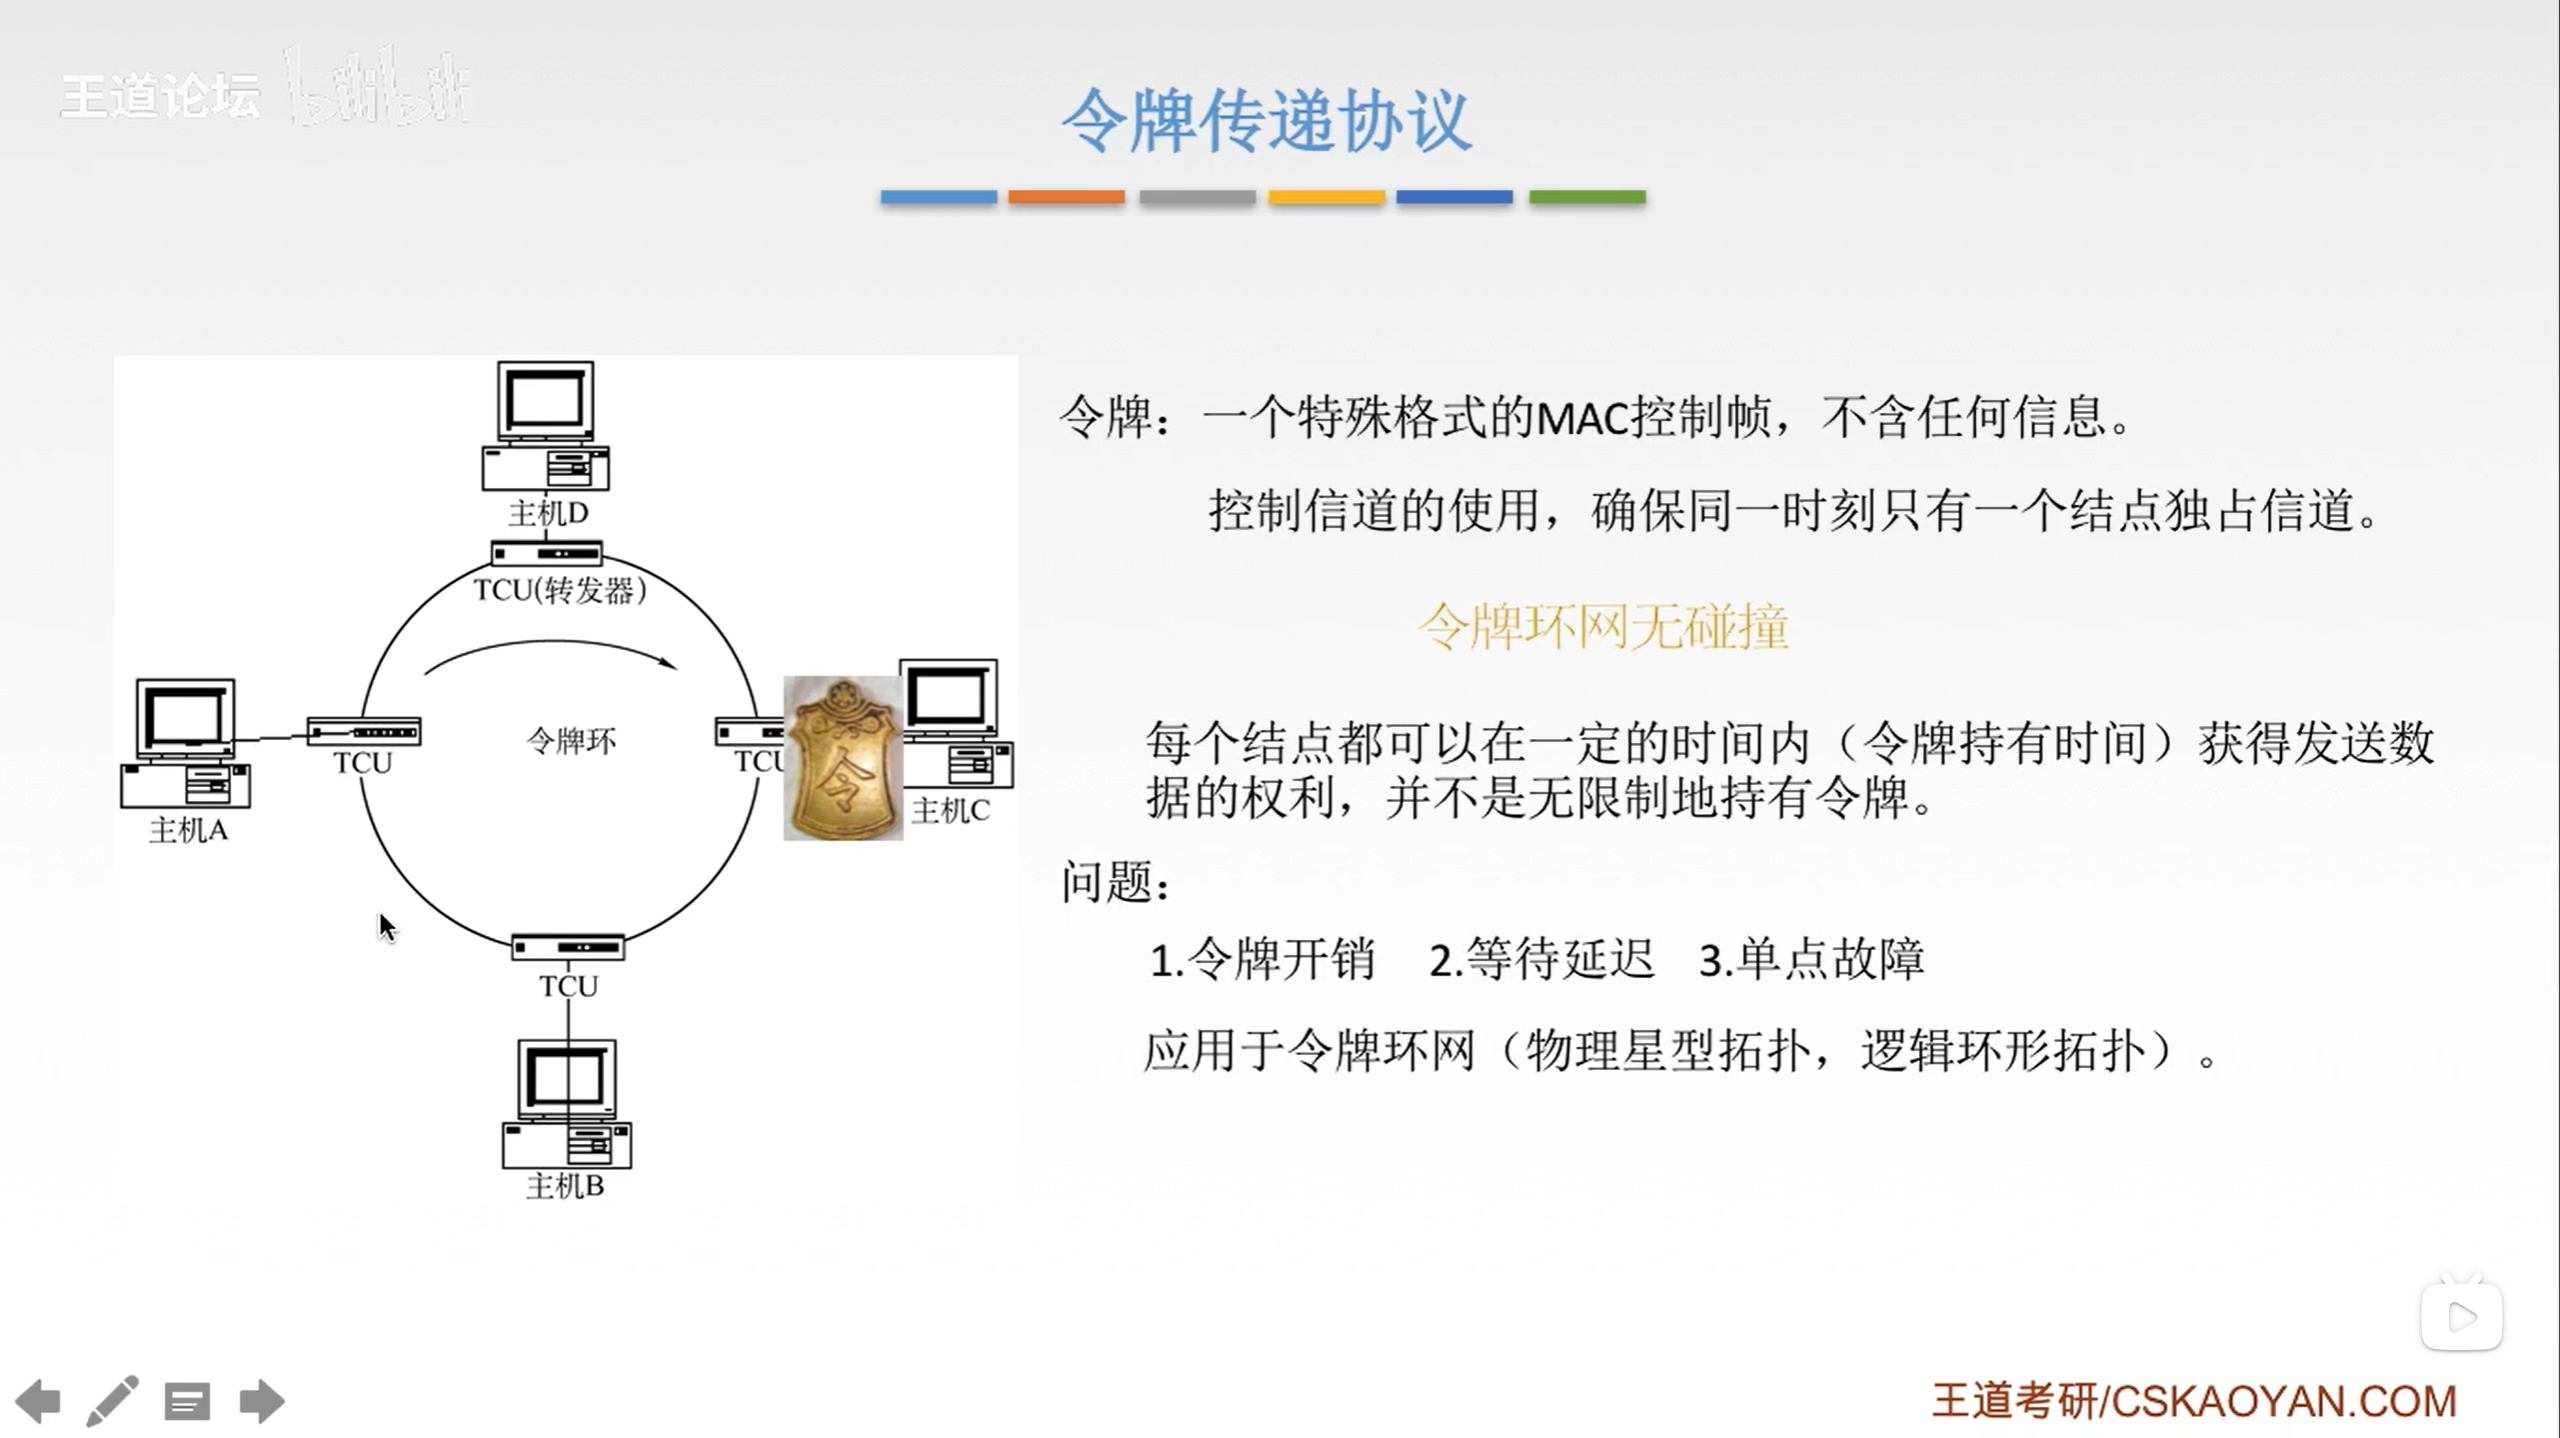 王道论坛 bilibili
令牌传递协议
主机D
TCU(转发器)
令牌环
TCU
主机A
TCU
令
主机C
TCU
主机B
令牌：一个特殊格式的MAC控制帧，不含任何信息。
控制信道的使用，确保同一时刻只有一个结点独占信道。
令牌环网无碰撞
每个结点都可以在一定的时间内（令牌持有时间）获得发送数
据的权利，并不是无限制地持有令牌。
问题：
1.令牌开销 2.等待延迟 3.单点故障
应用于令牌环网（物理星型拓扑，逻辑环形拓扑）。
王道考研/CSKAOYAN.COM